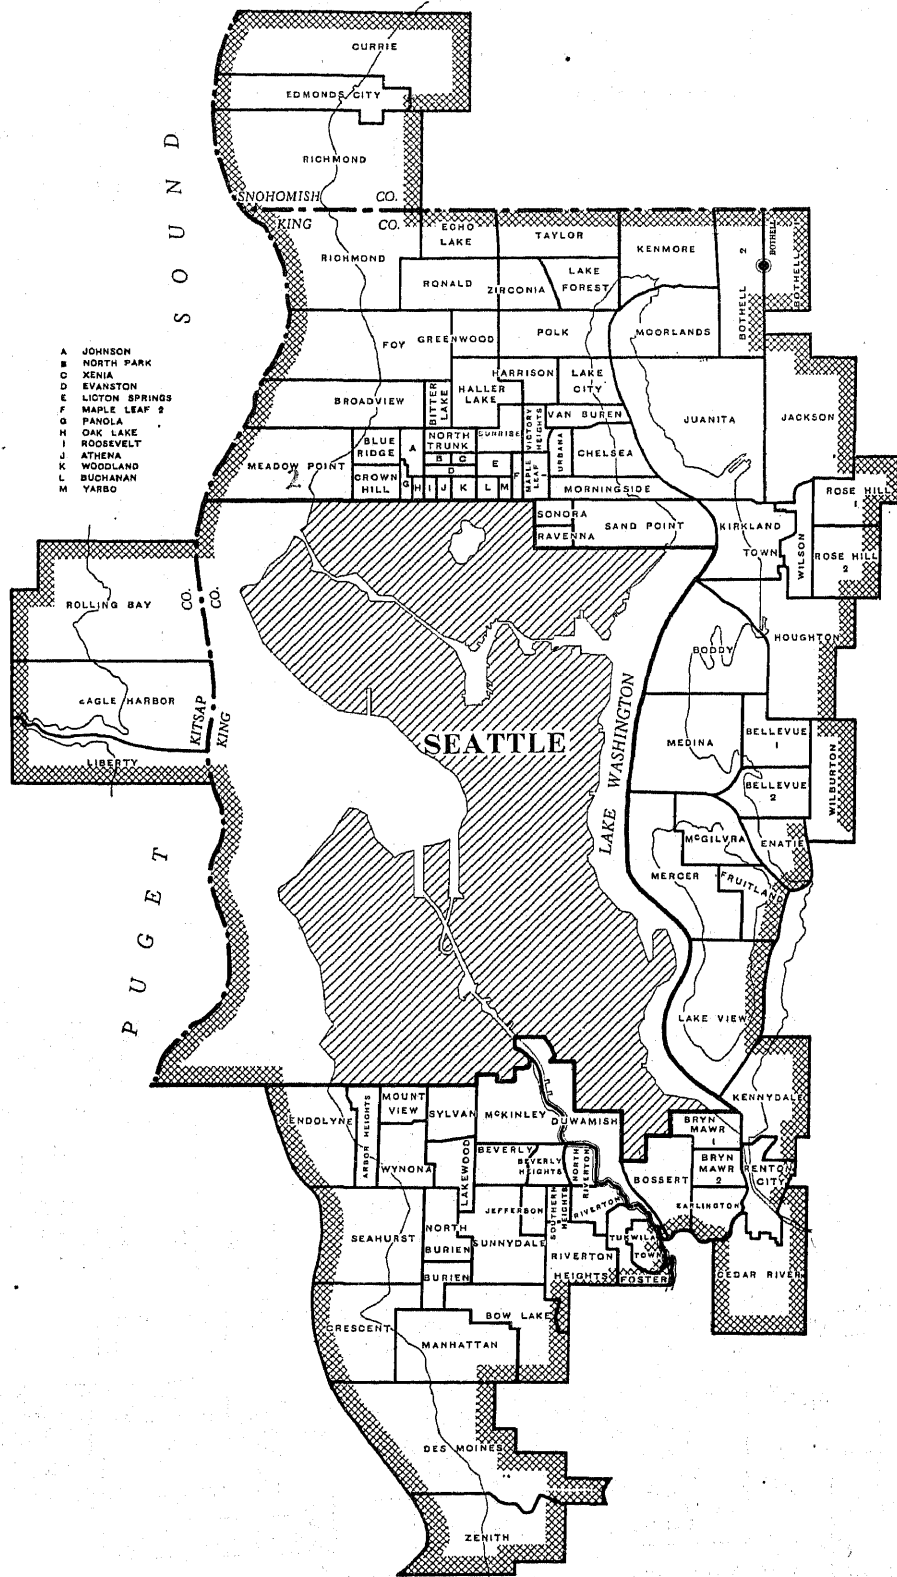 CURRIE
EDMONDS CITY
RICHMOND
SOUND
SNOHOMISH CO.
KING CO.
ECHO
LAKE
TAYLOR
KENMORE
BOTHELL 2
BOTHELL
BOTHELL
RICHMOND
RONALD
ZIRCONIA
LAKE
FOREST
FOY
GREENWOOD
POLK
MOORLANDS
A JOHNSON
B NORTH PARK
C XENIA
D EVANSTON
E LICTON SPRINGS
F MAPLE LEAF 2
G PANOLA
H OAK LAKE
I ROOSEVELT
J ATHENA
K WOODLAND
L BUCHANAN
M YARBO
BROADVIEW
BITTER
LAKE
HALLER
LAKE
HARRISON
LAKE
CITY
JUANITA
JACKSON
VAN BUREN
MEADOW POINT
2
BLUE
RIDGE
CROWN
HILL
NORTH
TRUNK
SUNRISE
VICTORY
HEIGHTS
MAPLE
LEAF
URBANA
CHELSEA
MORNINGSIDE
A
B
C
D
E
F
G
H
I
J
K
L
M
SONORA
RAVENNA
SAND POINT
KIRKLAND
TOWN
WILSON
ROSE HILL
1
ROSE HILL
2
ROLLING BAY
CO.
CO.
EAGLE HARBOR
LIBERTY
KITSAP
KING
HOUGHTON
BODDY
SEATTLE
LAKE WASHINGTON
MEDINA
BELLEVUE
1
BELLEVUE
2
WILBURTON
MCGILVRA
ENATIE
MERCER
FRUITLAND
PUGET
LAKE VIEW
KENNYDALE
ENDOLYNE
ARBOR HEIGHTS
MOUNT
VIEW
SYLVAN
MCKINLEY
DUWAMISH
BRYN
MAWR
1
BRYN
MAWR
2
RENTON
CITY
WYNONA
LAKEWOOD
BEVERLY
BEVERLY
HEIGHTS
NORTH
RIVERTON
BOSSERT
EARLINGTON
SEAHURST
NORTH
BURIEN
JEFFERSON
SUNNYDALE
SOUTHERN
HEIGHTS
RIVERTON
RIVERTON
HEIGHTS
TUKWILA
TOWN
FOSTER
CEDAR RIVER
BURIEN
CRESCENT
BOW LAKE
MANHATTAN
DES MOINES
ZENITH